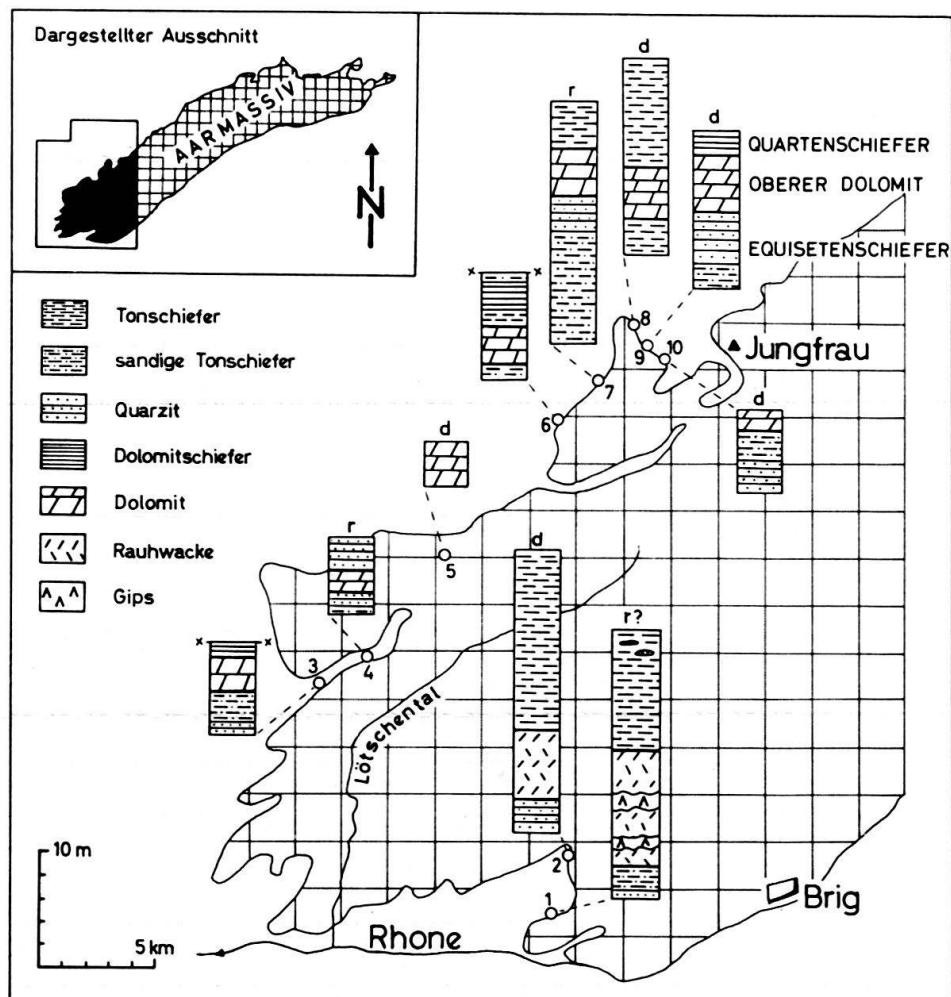 Dargestellter Ausschnitt
AARMASSIV
N
Tonschiefer
sandige Tonschiefer
Quarzit
Dolomitschiefer
Dolomit
Rauhwacke
Gips
d
r
d
QUARTENSCHIEFER
OBERER DOLOMIT
EQUISETENSCHIEFER
x x
8
9
10
Jungfrau
7
6
d
d
5
r
d
r?
x x
3
4
Lötschental
2
1
10 m
5 km
Rhone
Brig